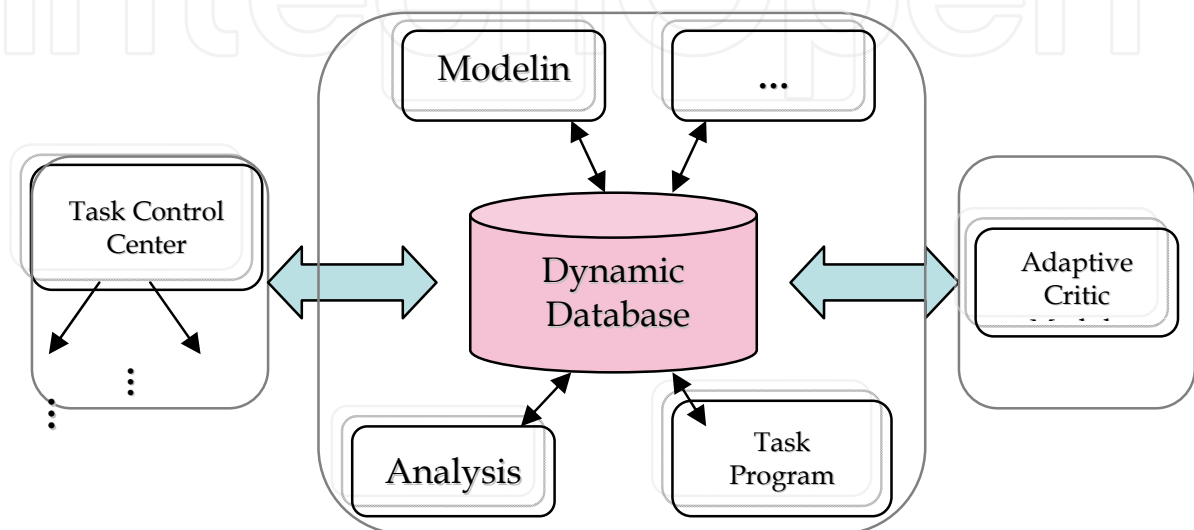 Modelin
...
Task Control
Center
Dynamic
Database
Adaptive
Critic
Analysis
Task
Program